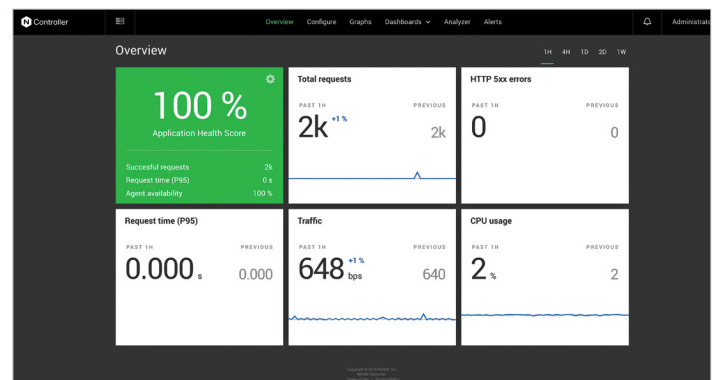 N Controller
Overview Configure Graphs Dashboards Analyzer Alerts
Administrato
Overview
1H 4H 1D 2D 1W
100 %
Application Health Score
Succesful requests 2k
Request time (P95) 0 s
Agent availability 100 %
Total requests
PAST 1H PREVIOUS
2k +1 % 2k
HTTP 5xx errors
PAST 1H PREVIOUS
0 0
Request time (P95)
PAST 1H PREVIOUS
0.000 s 0.000
Traffic
PAST 1H PREVIOUS
648 +1 % bps 640
CPU usage
PAST 1H PREVIOUS
2 % 2